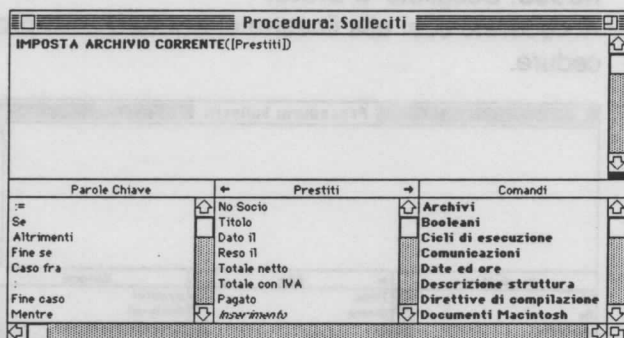 Procedura: Solleciti
IMPOSTA ARCHIVIO CORRENTE([Prestiti])
Parole Chiave
:=
Se
Altrimenti
Fine se
Caso fra
:
Fine caso
Mentre
← Prestiti →
No Socio
Titolo
Dato il
Reso il
Totale netto
Totale con IVA
Pagato
Inserimento
Comandi
Archivi
Booleani
Cicli di esecuzione
Comunicazioni
Date ed ore
Descrizione struttura
Direttive di compilazione
Documenti Macintosh